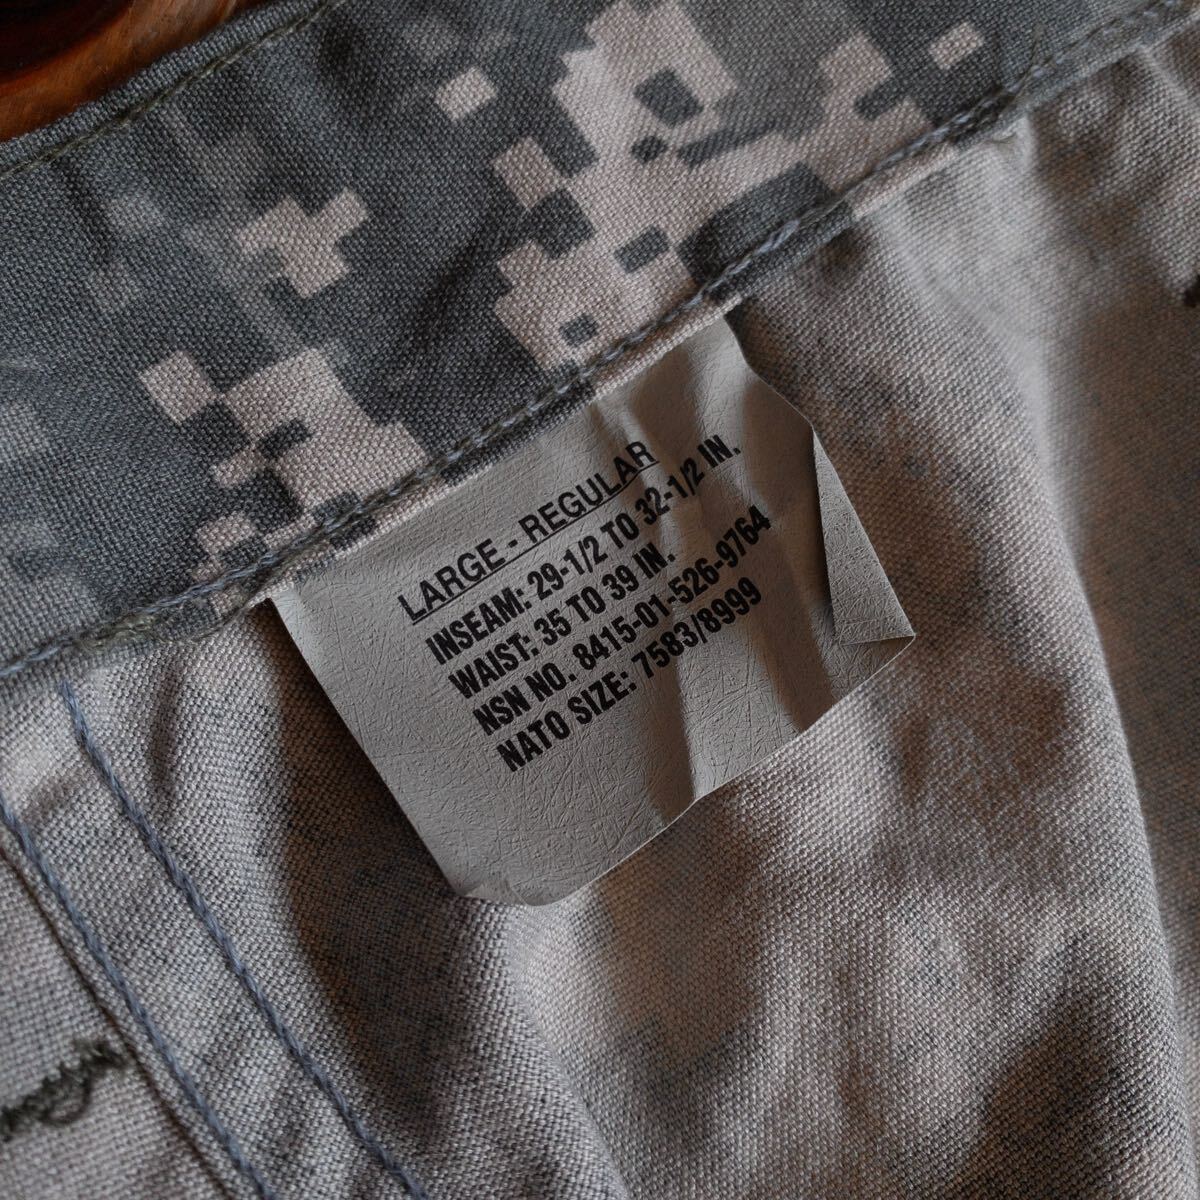 LARGE - REGULAR
INSEAM: 29-1/2 TO 32-1/2 IN.
WAIST: 35 TO 39 IN.
NSN NO. 8415-01-526-9764
NATO SIZE: 7583/8999